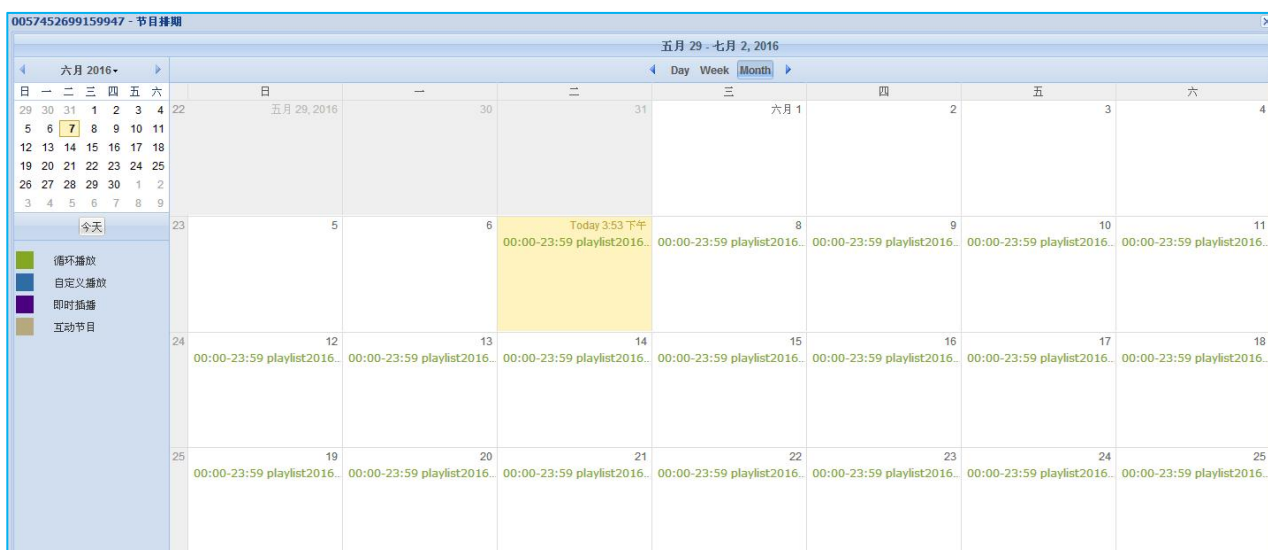 0057452699159947 - 节目排期
五月 29 - 七月 2, 2016
六月 2016
Day Week Month
日 一 二 三 四 五 六
29 30 31 1 2 3 4
5 6 7 8 9 10 11
12 13 14 15 16 17 18
19 20 21 22 23 24 25
26 27 28 29 30 1 2
3 4 5 6 7 8 9
今天
循环播放
自定义播放
即时插播
互动节目
日 一 二 三 四 五 六
22 五月 29, 2016 30 31 六月 1 2 3 4
23 5 6 Today 3:53 下午 8 9 10 11
00:00-23:59 playlist2016... 00:00-23:59 playlist2016... 00:00-23:59 playlist2016... 00:00-23:59 playlist2016... 00:00-23:59 playlist2016...
24 12 13 14 15 16 17 18
00:00-23:59 playlist2016... 00:00-23:59 playlist2016... 00:00-23:59 playlist2016... 00:00-23:59 playlist2016... 00:00-23:59 playlist2016... 00:00-23:59 playlist2016... 00:00-23:59 playlist2016...
25 19 20 21 22 23 24 25
00:00-23:59 playlist2016... 00:00-23:59 playlist2016... 00:00-23:59 playlist2016... 00:00-23:59 playlist2016... 00:00-23:59 playlist2016... 00:00-23:59 playlist2016... 00:00-23:59 playlist2016...